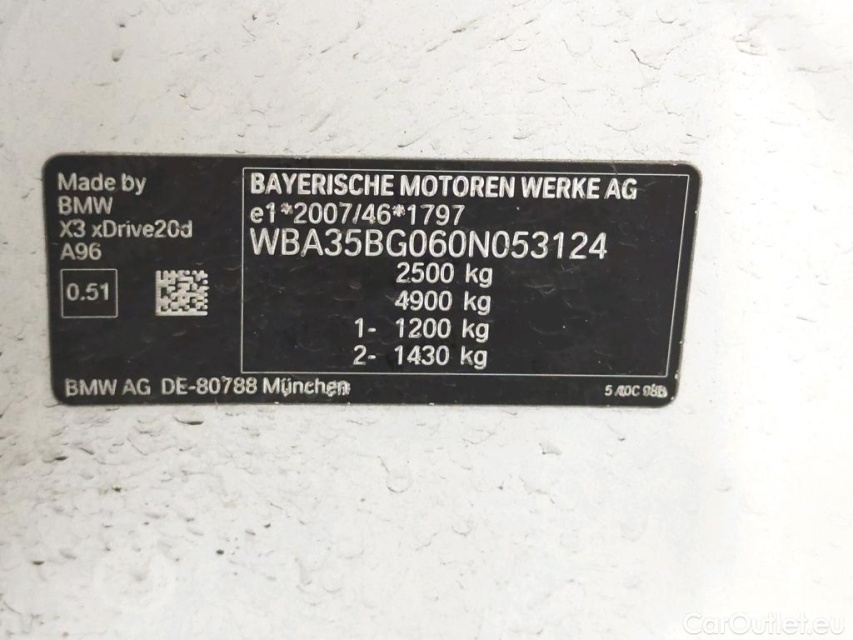 Made by
BMW
X3 xDrive20d
A96
0.51
BAYERISCHE MOTOREN WERKE AG
e1*2007/46*1797
WBA35BG060N053124
2500 kg
4900 kg
1- 1200 kg
2- 1430 kg
BMW AG DE-80788 München
CarOutlet.eu